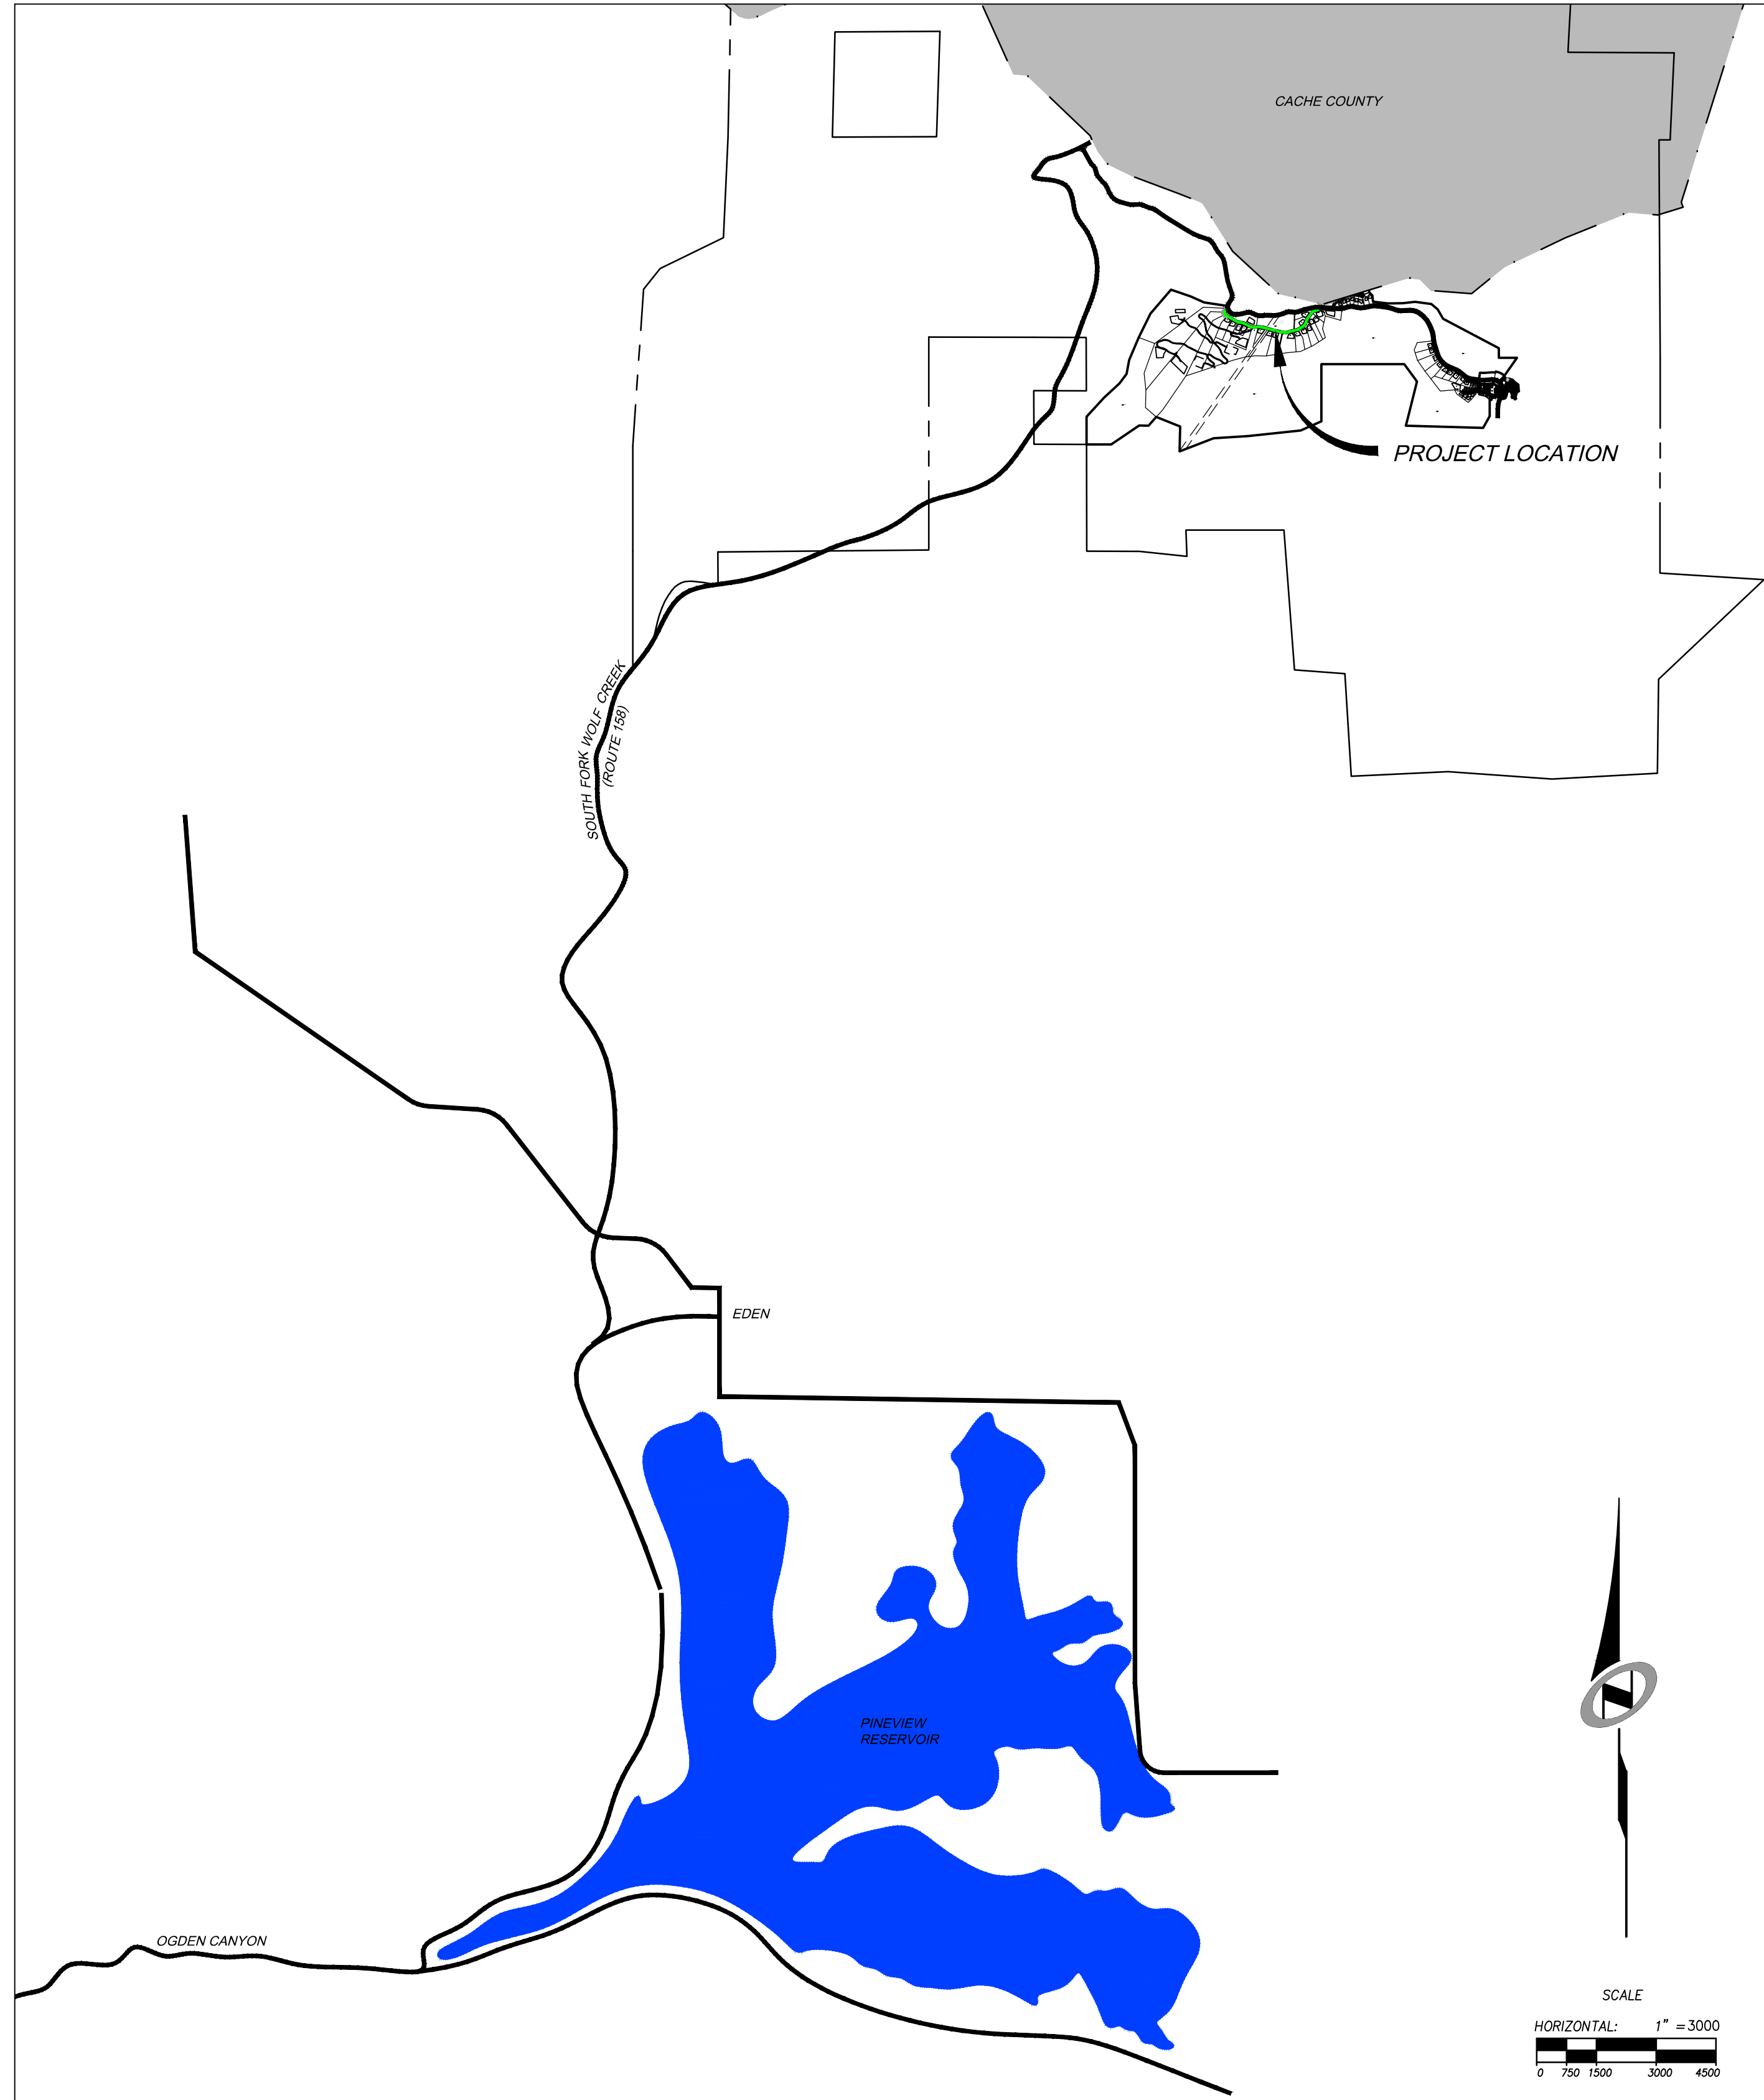 CACHE COUNTY
PROJECT LOCATION
SOUTH FORK WOLF CREEK
(ROUTE 158)
EDEN
PINEVIEW
RESERVOIR
OGDEN CANYON
N
SCALE
HORIZONTAL: 1" = 3000
0 750 1500 3000 4500